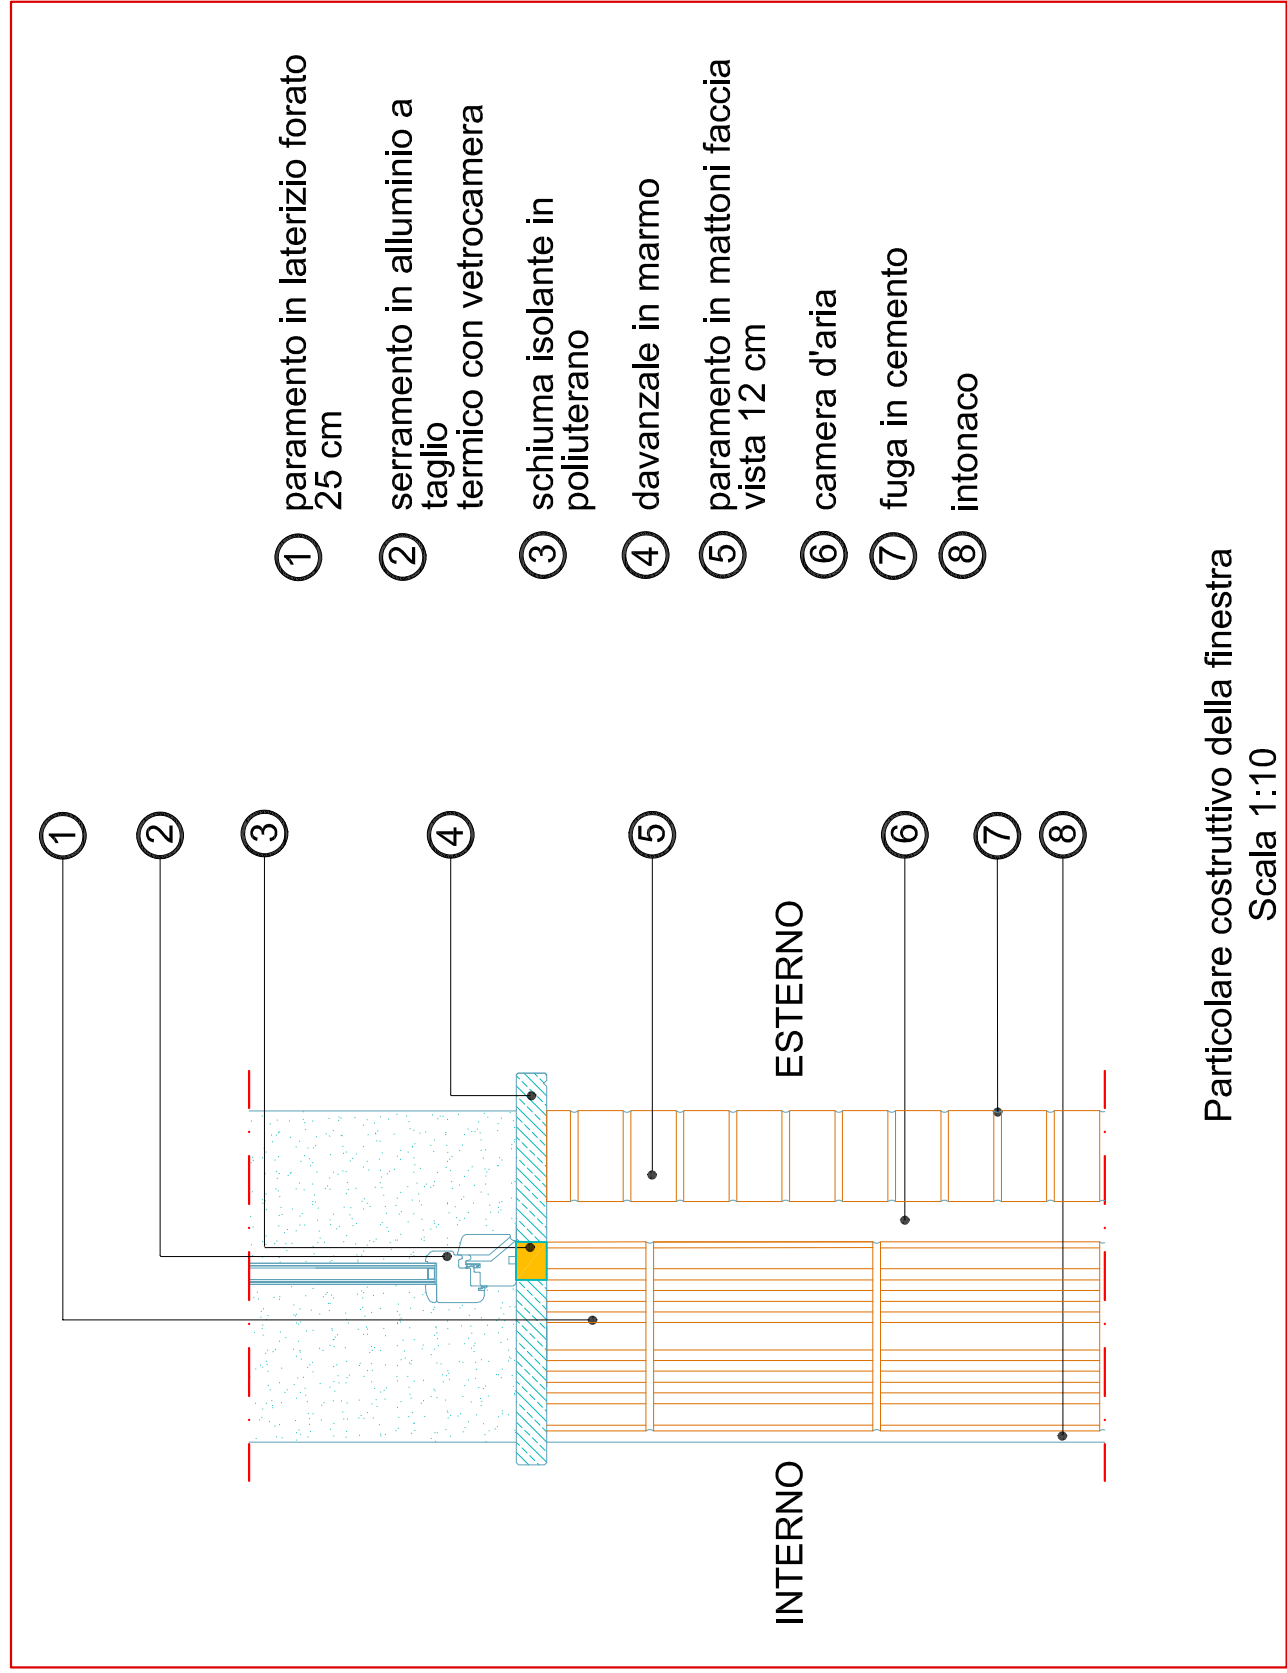 1
2
3
4
5
6
7
8
INTERNO
ESTERNO
1 paramento in laterizio forato
25 cm
2 serramento in alluminio a
taglio
termico con vetrocamera
3 schiuma isolante in
poliuterano
4 davanzale in marmo
5 paramento in mattoni faccia
vista 12 cm
6 camera d'aria
7 fuga in cemento
8 intonaco
Particolare costruttivo della finestra
Scala 1:10